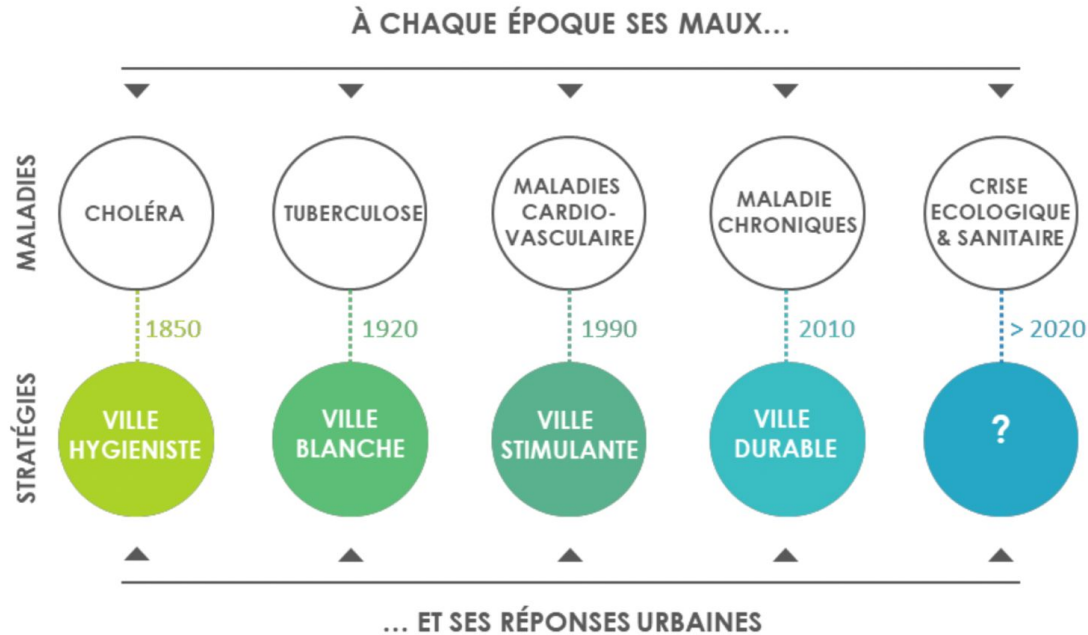 À CHAQUE ÉPOQUE SES MAUX...
MALADIES
CHOLÉRA
TUBERCULOSE
MALADIES
CARDIO-
VASCULAIRE
MALADIE
CHRONIQUES
CRISE
ECOLOGIQUE
& SANITAIRE
1850
1920
1990
2010
> 2020
STRATÉGIES
VILLE
HYGIENISTE
VILLE
BLANCHE
VILLE
STIMULANTE
VILLE
DURABLE
?
... ET SES RÉPONSES URBAINES